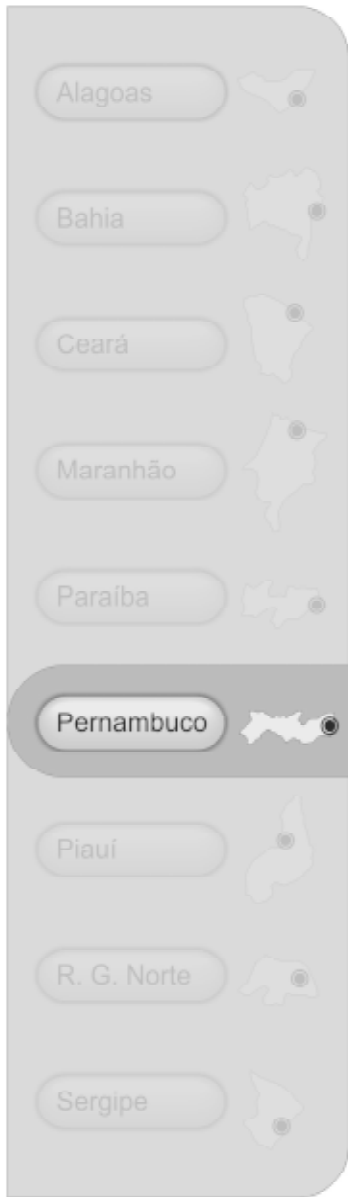 Alagoas
Bahia
Ceará
Maranhão
Paraíba
Pernambuco
Piauí
R. G. Norte
Sergipe